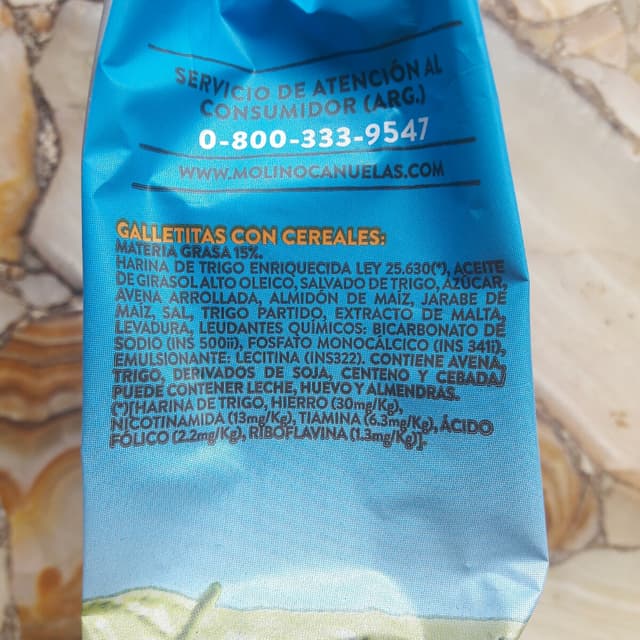 SERVICIO DE ATENCIÓN AL
CONSUMIDOR (ARG.)
0-800-333-9547
WWW.MOLINOCANUELAS.COM
GALLETITAS CON CEREALES:
MATERIA GRASA 15%.
HARINA DE TRIGO ENRIQUECIDA LEY 25.630(*), ACEITE
DE GIRASOL ALTO OLEICO, SALVADO DE TRIGO, AZÚCAR,
AVENA ARROLLADA, ALMIDÓN DE MAÍZ, JARABE DE
MAÍZ, SAL, TRIGO PARTIDO, EXTRACTO DE MALTA,
LEVADURA, LEUDANTES QUÍMICOS: BICARBONATO DE
SODIO (INS 500ii), FOSFATO MONOCÁLCICO (INS 341i),
EMULSIONANTE: LECITINA (INS322). CONTIENE AVENA,
TRIGO, DERIVADOS DE SOJA, CENTENO Y CEBADA/
PUEDE CONTENER LECHE, HUEVO Y ALMENDRAS.
(*)[HARINA DE TRIGO, HIERRO (30mg/Kg),
NICOTINAMIDA (13mg/Kg), TIAMINA (6.3mg/Kg), ÁCIDO
FÓLICO (2.2mg/Kg), RIBOFLAVINA (1.3mg/Kg)].